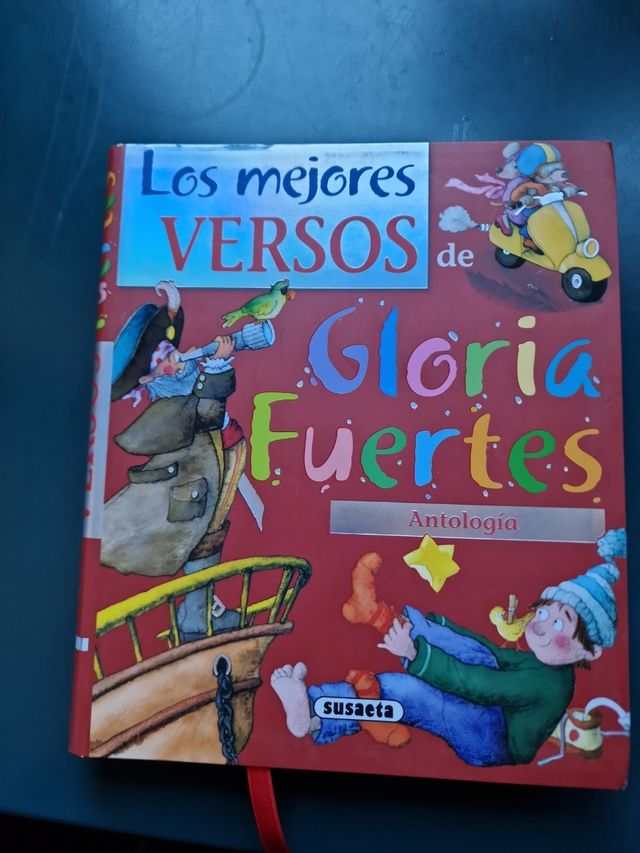 Los mejores
VERSOS de
Gloria
Fuertes
Antología
susaeta